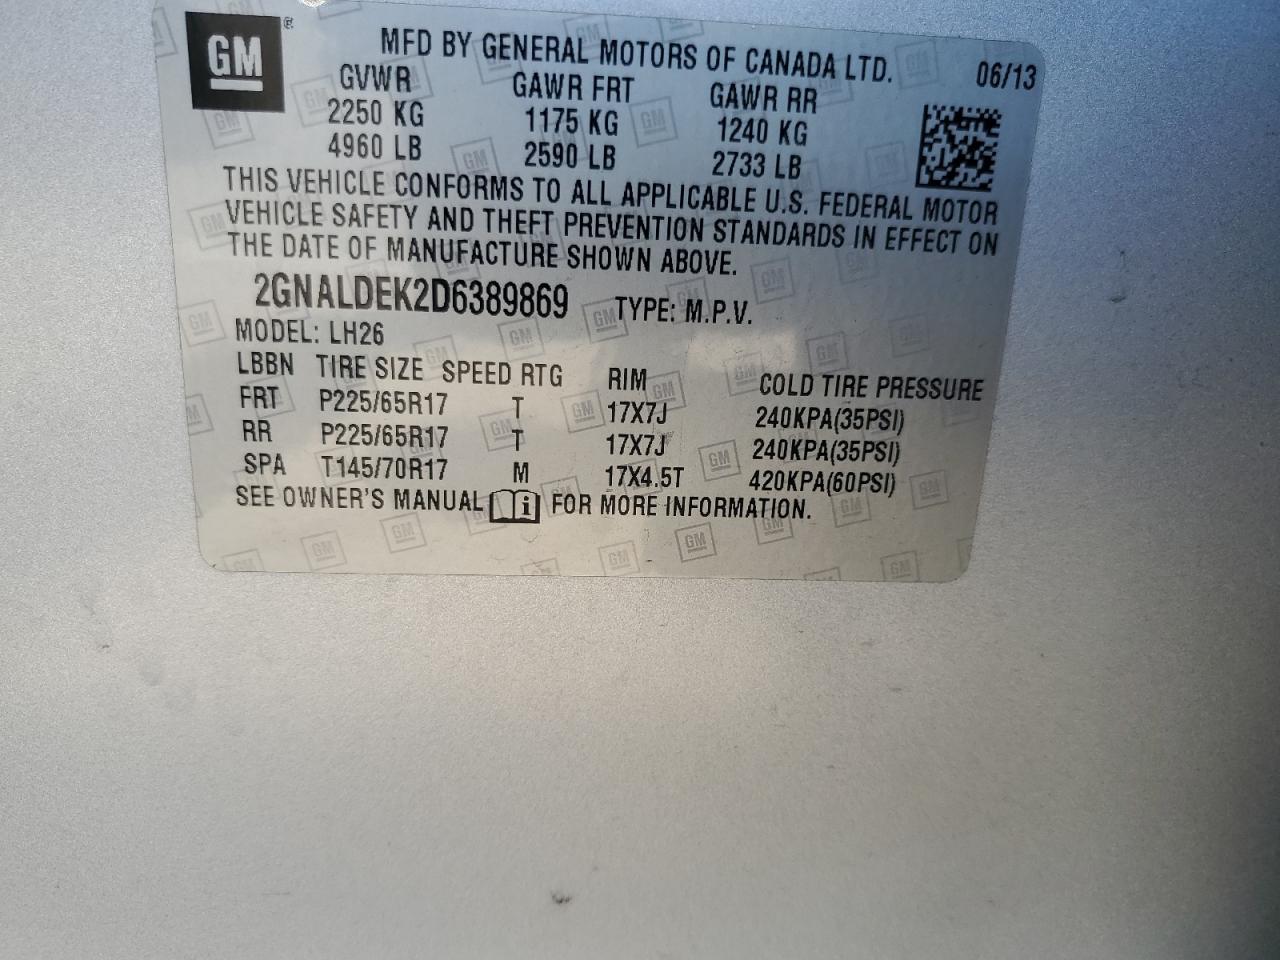 GM ®
MFD BY GENERAL MOTORS OF CANADA LTD. 06/13
GVWR GAWR FRT GAWR RR
2250 KG 1175 KG 1240 KG
4960 LB 2590 LB 2733 LB
THIS VEHICLE CONFORMS TO ALL APPLICABLE U.S. FEDERAL MOTOR
VEHICLE SAFETY AND THEFT PREVENTION STANDARDS IN EFFECT ON
THE DATE OF MANUFACTURE SHOWN ABOVE.
2GNALDEK2D6389869 TYPE: M.P.V.
MODEL: LH26
LBBN TIRE SIZE SPEED RTG RIM COLD TIRE PRESSURE
FRT P225/65R17 T 17X7J 240KPA(35PSI)
RR P225/65R17 T 17X7J 240KPA(35PSI)
SPA T145/70R17 M 17X4.5T 420KPA(60PSI)
SEE OWNER'S MANUAL i FOR MORE INFORMATION.